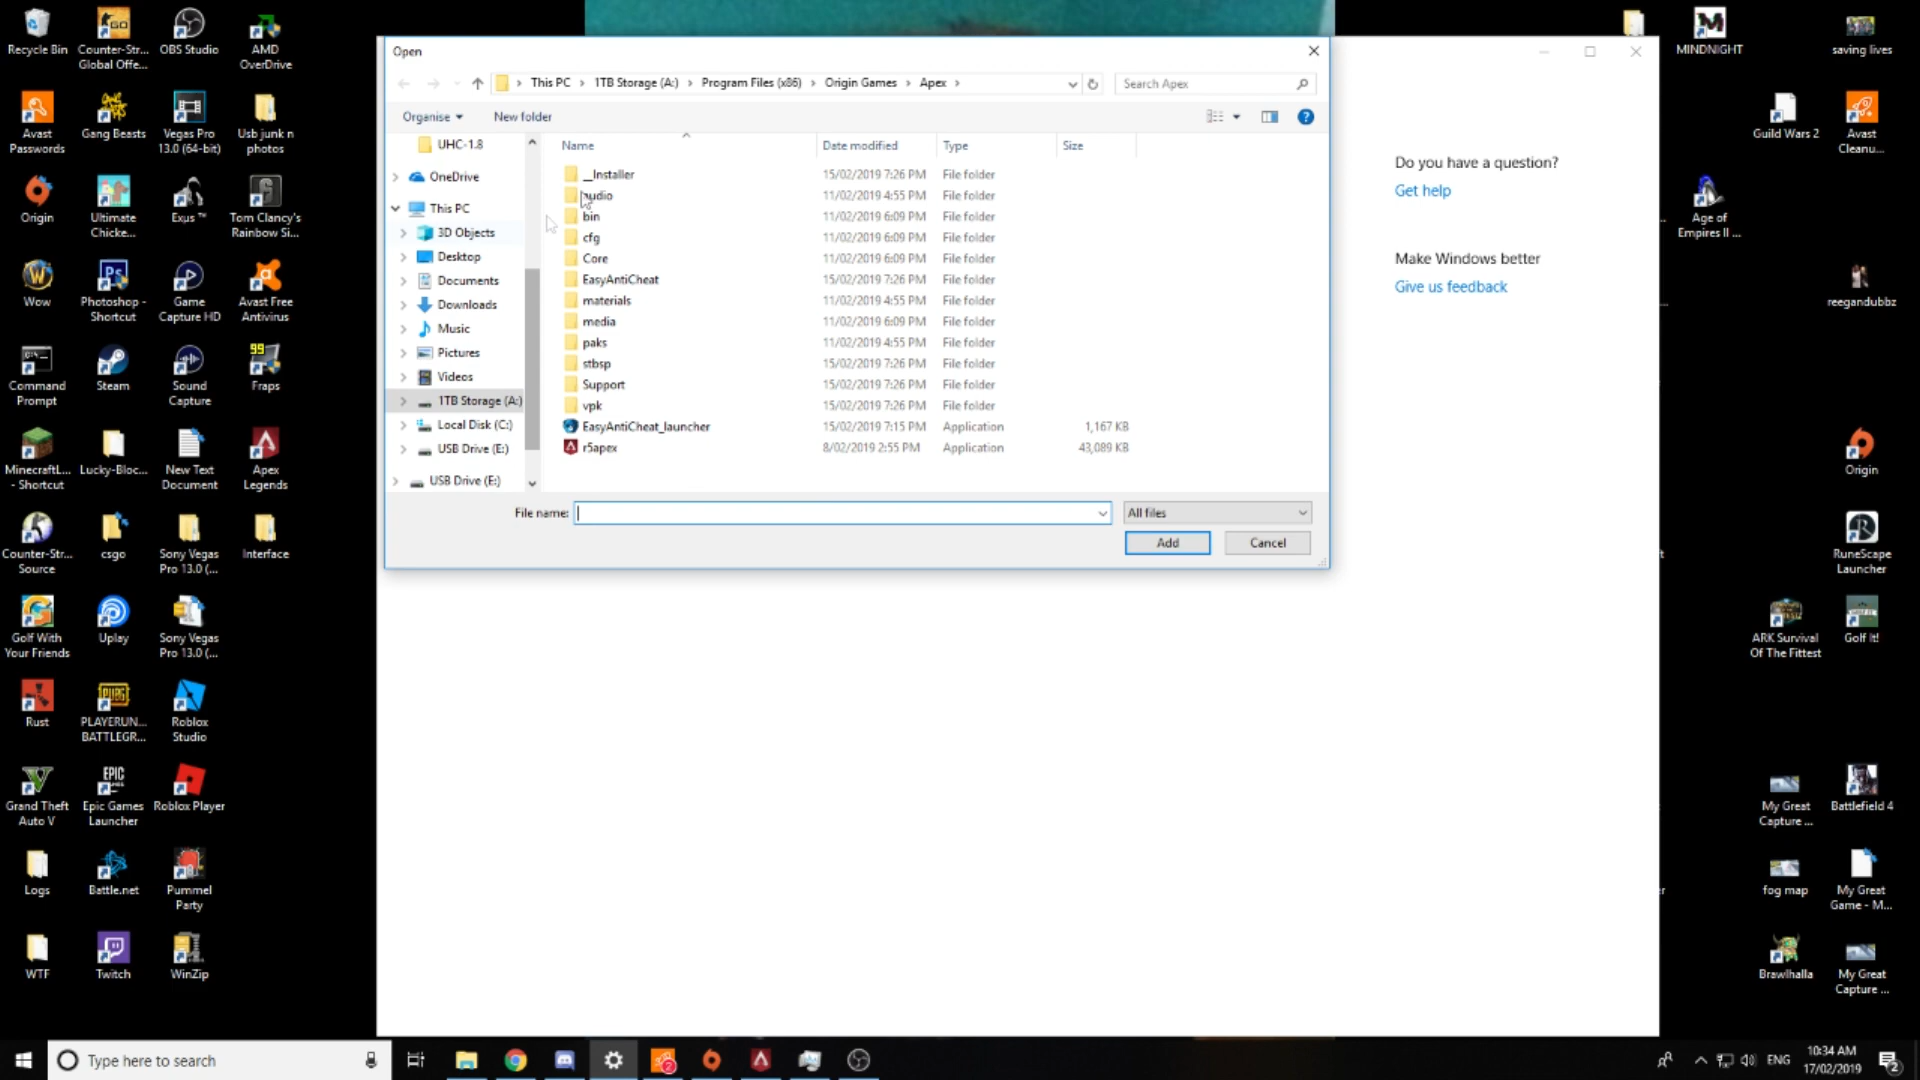 Recycle Bin
Counter-Str...
Global Offe...
OBS Studio
AMD
OverDrive
Avast
Passwords
Gang Beasts
Vegas Pro
13.0 (64-bit)
Usb junk n
photos
Origin
Ultimate
Chicke...
Exus ™
Tom Clancy's
Rainbow Si...
Wow
Photoshop -
Shortcut
Game
Capture HD
Avast Free
Antivirus
Command
Prompt
Steam
Sound
Capture
99
Fraps
MinecraftL...
- Shortcut
Lucky-Bloc...
New Text
Document
Apex
Legends
Counter-Str...
Source
csgo
Sony Vegas
Pro 13.0 (...
Interface
Golf With
Your Friends
Uplay
Sony Vegas
Pro 13.0 (...
Rust
PLAYERUN...
BATTLEGR...
Roblox
Studio
Grand Theft
Auto V
Epic Games
Launcher
Roblox Player
Logs
Battle.net
Pummel
Party
WTF
Twitch
WinZip
Open
This PC
1TB Storage (A:)
Program Files (x86)
Origin Games
Apex
Search Apex
Organise
New folder
UHC-1.8
OneDrive
This PC
3D Objects
Desktop
Documents
Downloads
Music
Pictures
Videos
1TB Storage (A:)
Local Disk (C:)
USB Drive (E:)
USB Drive (E:)
Name Date modified Type Size
__Installer 15/02/2019 7:26 PM File folder
audio 11/02/2019 4:55 PM File folder
bin 11/02/2019 6:09 PM File folder
cfg 11/02/2019 6:09 PM File folder
Core 11/02/2019 6:09 PM File folder
EasyAntiCheat 15/02/2019 7:26 PM File folder
materials 11/02/2019 4:55 PM File folder
media 11/02/2019 6:09 PM File folder
paks 11/02/2019 4:55 PM File folder
stbsp 15/02/2019 7:26 PM File folder
Support 15/02/2019 7:26 PM File folder
vpk 15/02/2019 7:26 PM File folder
EasyAntiCheat_launcher 15/02/2019 7:15 PM Application 1,167 KB
r5apex 8/02/2019 2:55 PM Application 43,089 KB
File name:
All files
Add
Cancel
Do you have a question?
Get help
Make Windows better
Give us feedback
MINDNIGHT
saving lives
Guild Wars 2
Avast
Cleanu...
Age of
Empires II ...
reegandubbz
Origin
RuneScape
Launcher
ARK Survival
Of The Fittest
Golf It!
My Great
Capture ...
Battlefield 4
fog map
My Great
Game - M...
Brawlhalla
My Great
Capture ...
Type here to search
2
ENG
10:34 AM
17/02/2019
2